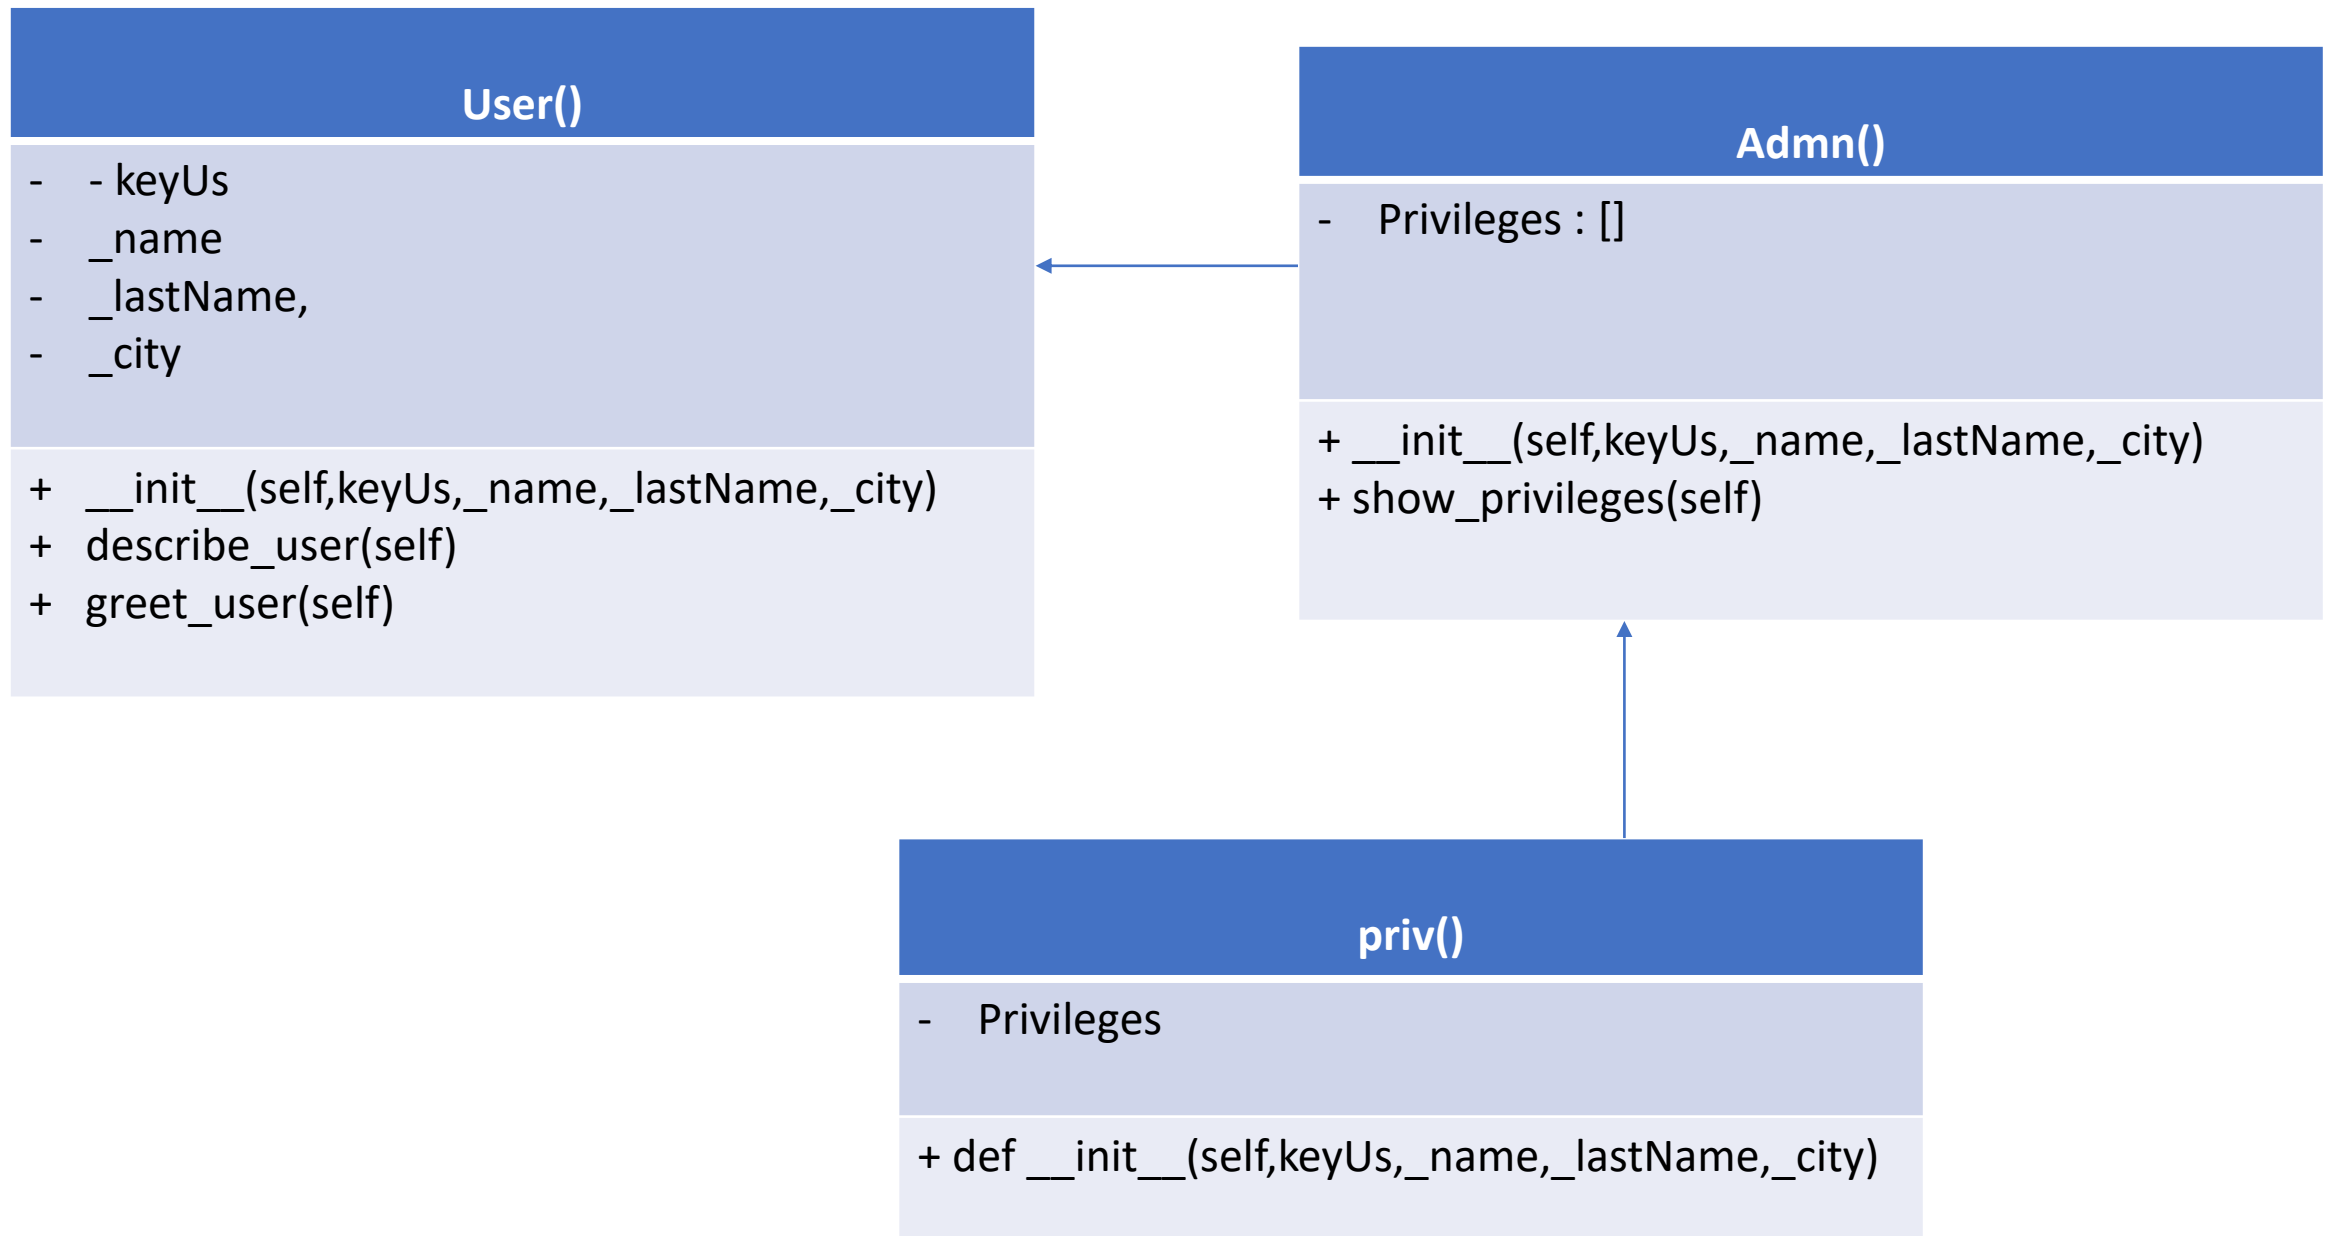 User()
- - keyUs
- _name
- _lastName,
- _city
+ __init__(self,keyUs,_name,_lastName,_city)
+ describe_user(self)
+ greet_user(self)
Admn()
- Privileges : []
+ __init__(self,keyUs,_name,_lastName,_city)
+ show_privileges(self)
priv()
- Privileges
+ def __init__(self,keyUs,_name,_lastName,_city)